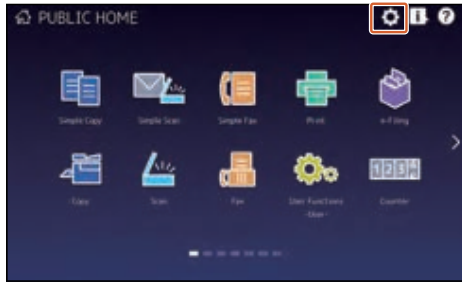 PUBLIC HOME
Simple Copy Simple Scan Simple Fax Print e-Filing
Copy Scan Fax User Functions Counter
-User-